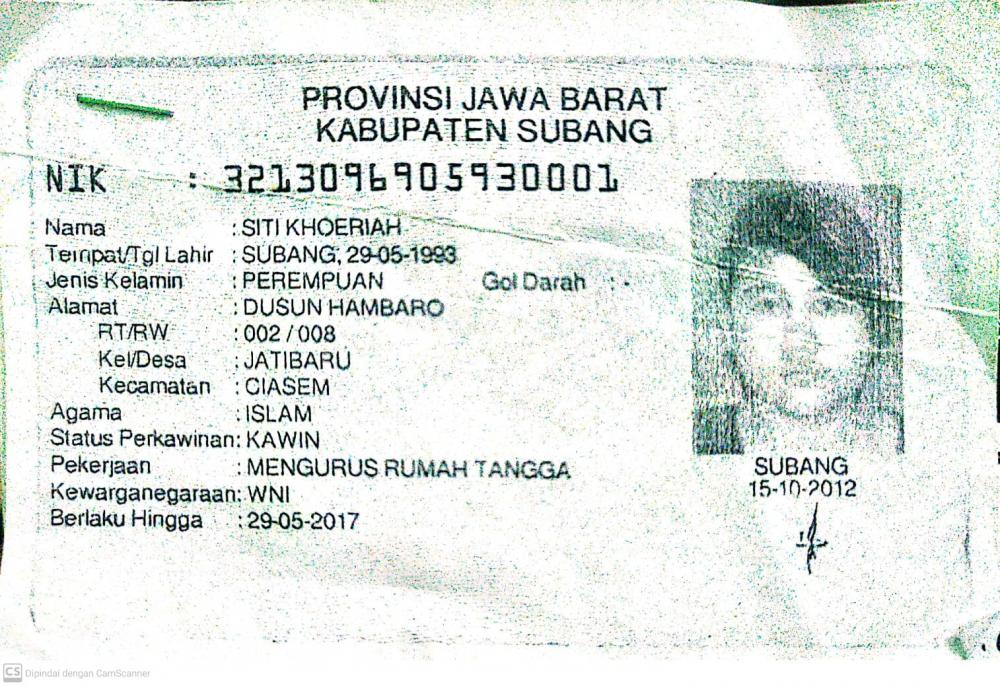 PROVINSI JAWA BARAT
KABUPATEN SUBANG
NIK : 3213096905930001
Nama : SITI KHOERIAH
Tempat/Tgl Lahir : SUBANG, 29-05-1993
Jenis Kelamin : PEREMPUAN Gol Darah : -
Alamat : DUSUN HAMBARO
RT/RW : 002 / 008
Kel/Desa : JATIBARU
Kecamatan : CIASEM
Agama : ISLAM
Status Perkawinan: KAWIN
Pekerjaan : MENGURUS RUMAH TANGGA
Kewarganegaraan: WNI
Berlaku Hingga : 29-05-2017
SUBANG
15-10-2012
CS Dipindai dengan CamScanner